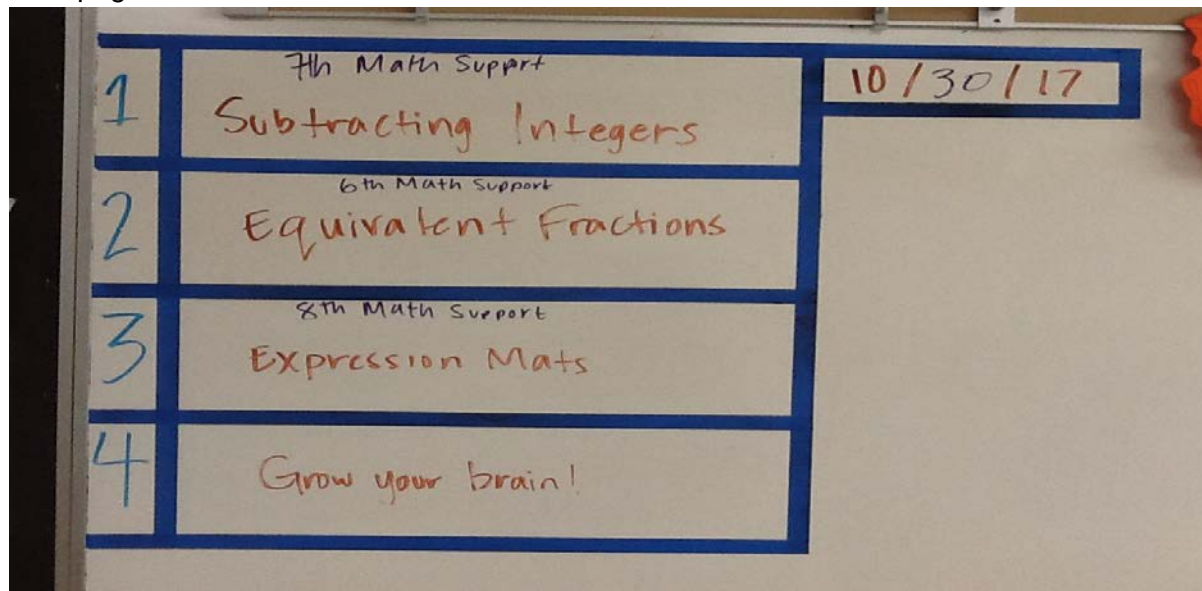 7th Math Support
1 Subtracting Integers
10/30/17
6th Math Support
2 Equivalent Fractions
8th Math Support
3 Expression Mats
4 Grow your brain!